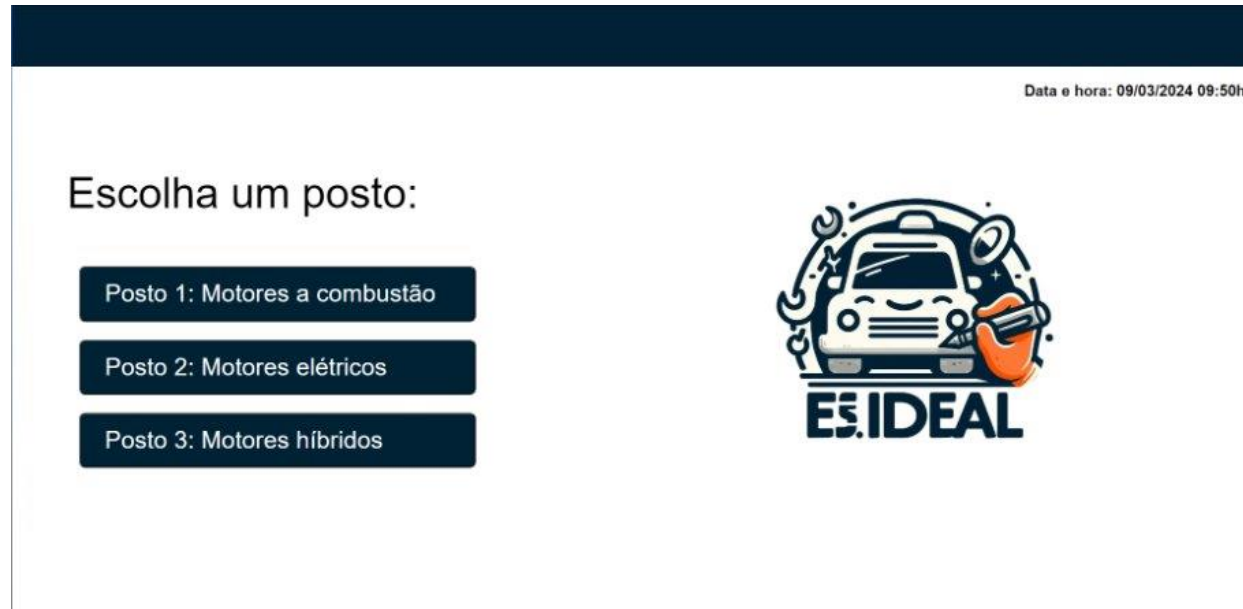 Data e hora: 09/03/2024 09:50h
Escolha um posto:
Posto 1: Motores a combustão
Posto 2: Motores elétricos
Posto 3: Motores híbridos
ES.IDEAL